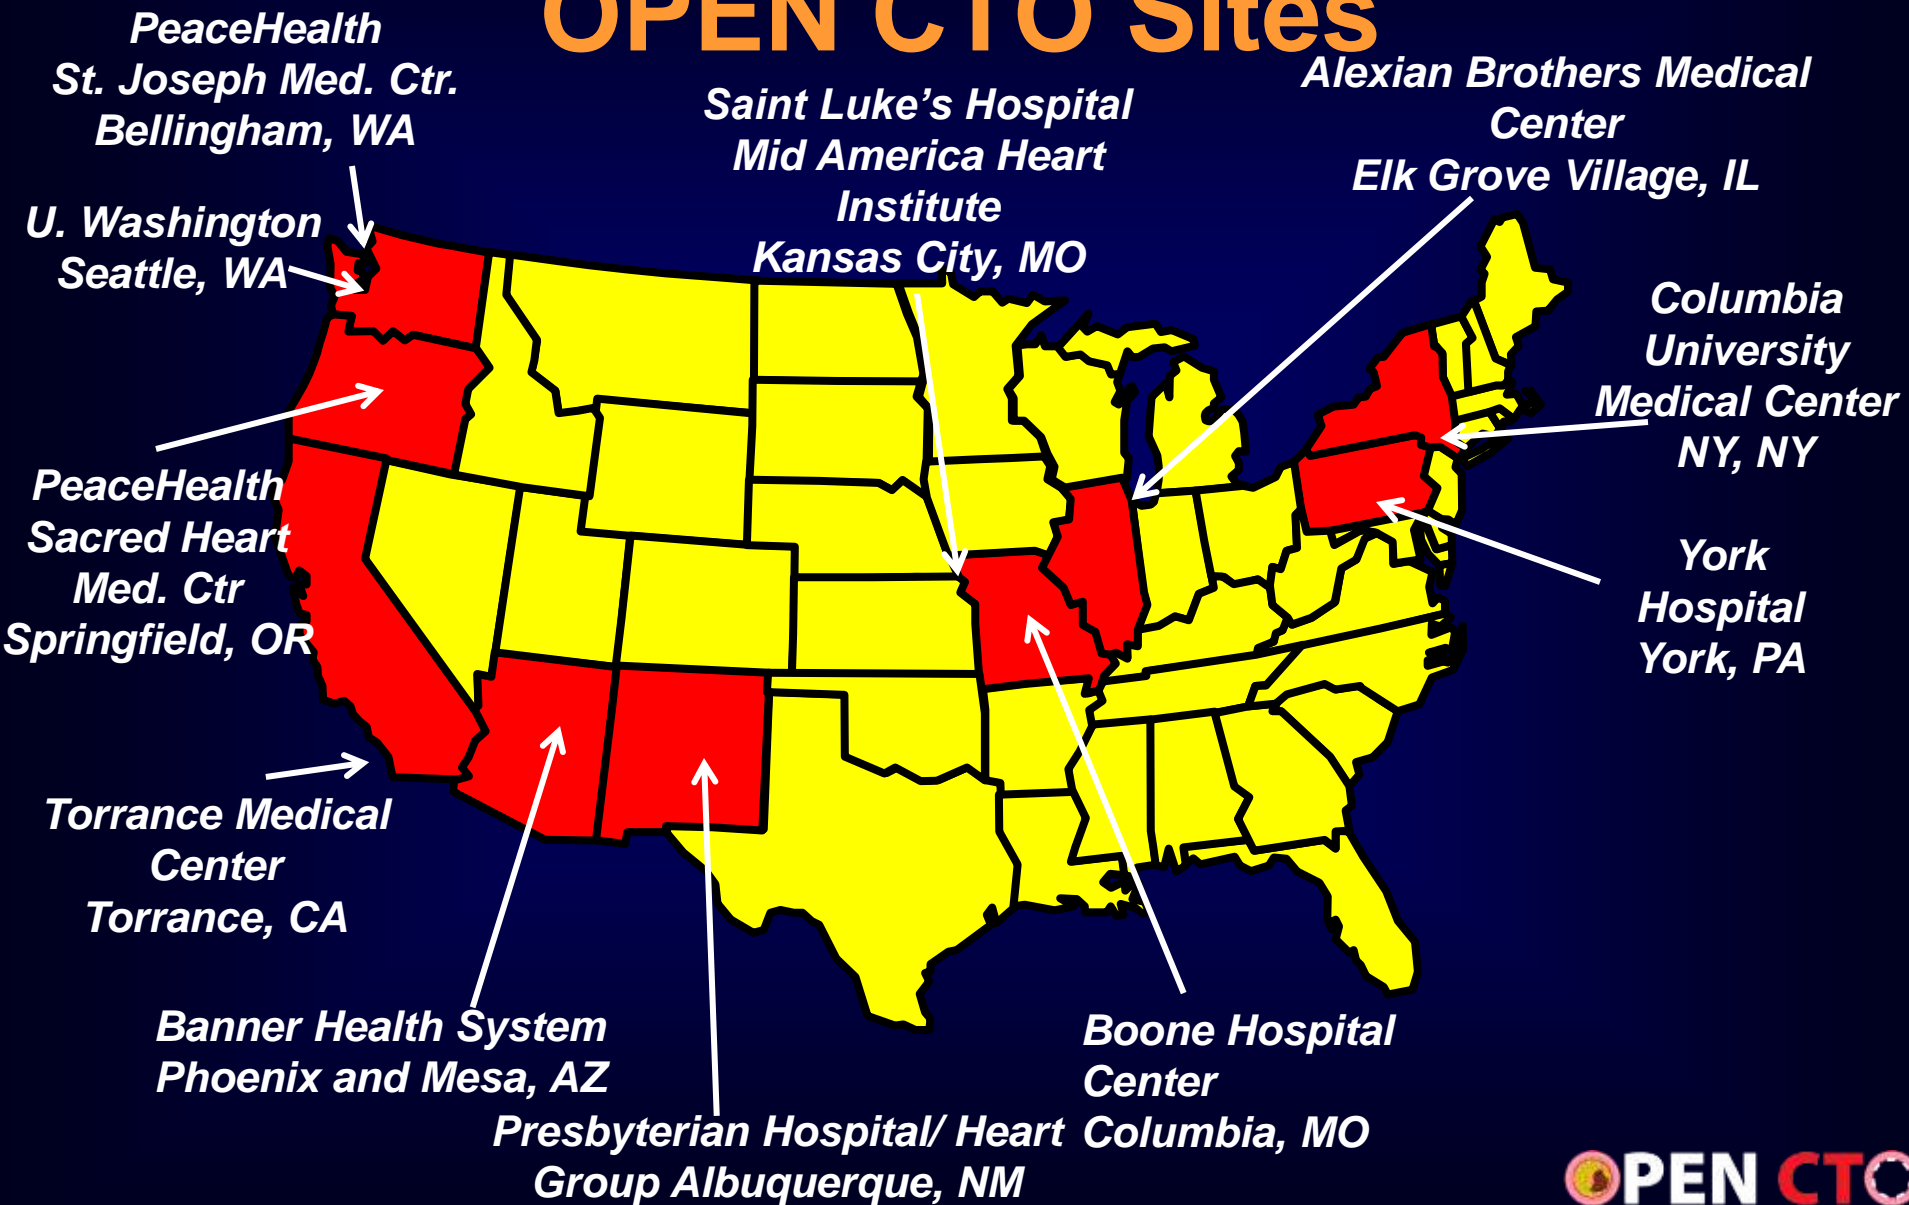 OPEN CTO Sites
PeaceHealth
St. Joseph Med. Ctr.
Bellingham, WA
U. Washington
Seattle, WA
Saint Luke’s Hospital
Mid America Heart
Institute
Kansas City, MO
Alexian Brothers Medical
Center
Elk Grove Village, IL
Columbia
University
Medical Center
NY, NY
PeaceHealth
Sacred Heart
Med. Ctr
Springfield, OR
York
Hospital
York, PA
Torrance Medical
Center
Torrance, CA
Banner Health System
Phoenix and Mesa, AZ
Presbyterian Hospital/ Heart
Group Albuquerque, NM
Boone Hospital
Center
Columbia, MO
OPEN CTO